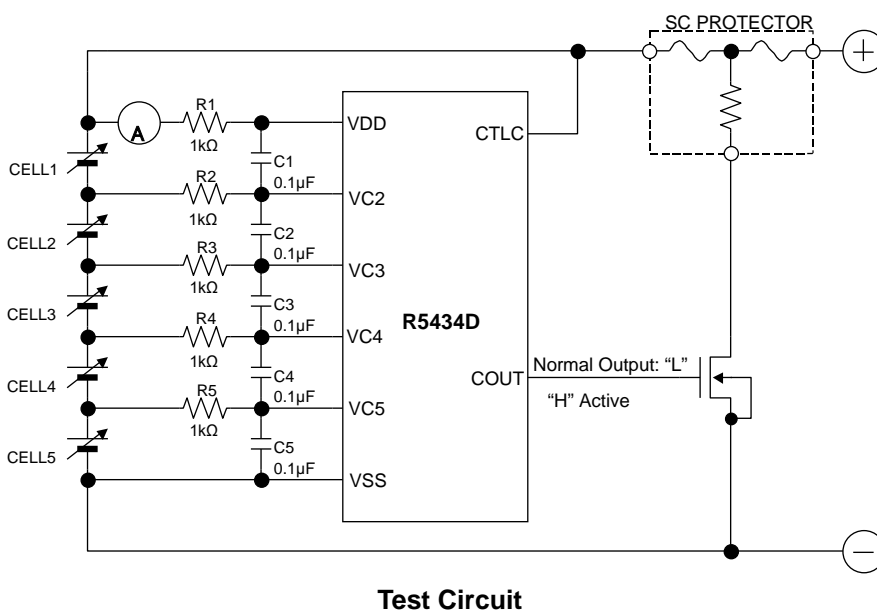 SC PROTECTOR
+
R1
A
1kΩ
VDD
CTLC
C1
0.1µF
CELL1
R2
1kΩ
VC2
C2
0.1µF
CELL2
R3
1kΩ
VC3
C3
0.1µF
CELL3
R4
1kΩ
VC4
R5434D
C4
0.1µF
CELL4
COUT
Normal Output: “L”
“H” Active
R5
1kΩ
VC5
C5
0.1µF
CELL5
VSS
−
Test Circuit